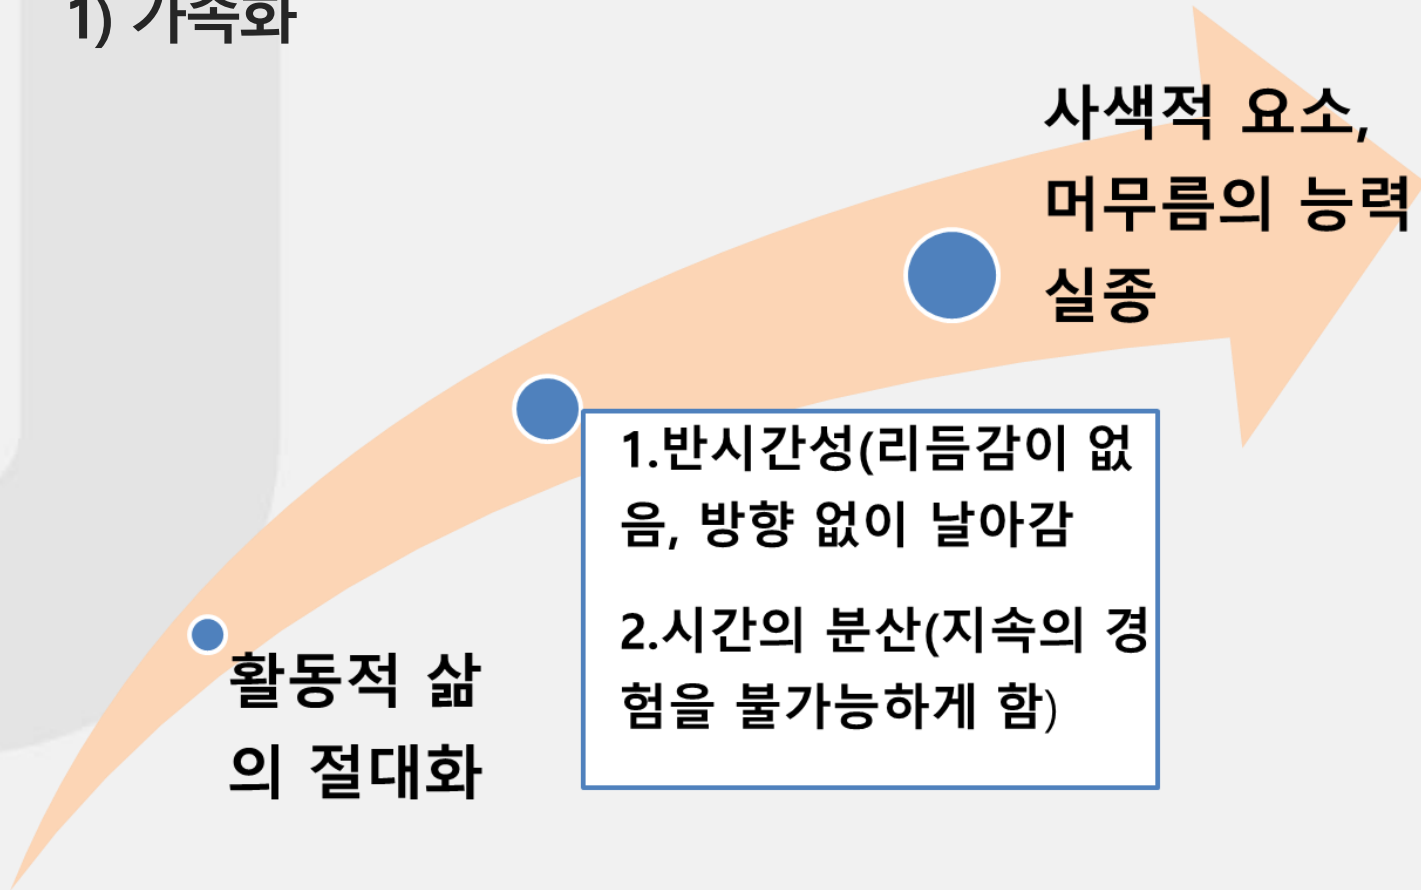 1) 가속화
사색적 요소,
머무름의 능력
실종
1.반시간성(리듬감이 없
음, 방향 없이 날아감
2.시간의 분산(지속의 경
험을 불가능하게 함)
활동적 삶
의 절대화